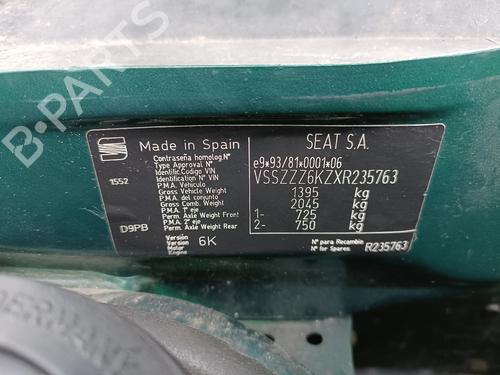 B-PARTS
Made in Spain
SEAT S.A.
Contraseña homolog.Nº
Type Approval Nº
e9*93/81*0001*06
Identific.Codigo VIN
Identification Nº VIN
VSSZZZ6KZXR235763
1552
P.M.A. Vehículo
Gross Vehicle Weight
1395 kg
P.M.A. del conjunto
Gross Comb. Weight
2045 kg
P.M.A. 1º eje
Perm. Axle Weight Front
1- 725 kg
P.M.A. 2º eje
Perm. Axle Weight Rear
2- 750 kg
D9PB
Versión
Version
6K
Motor
Engine
Nº para Recambio
Nº for Spares
R235763